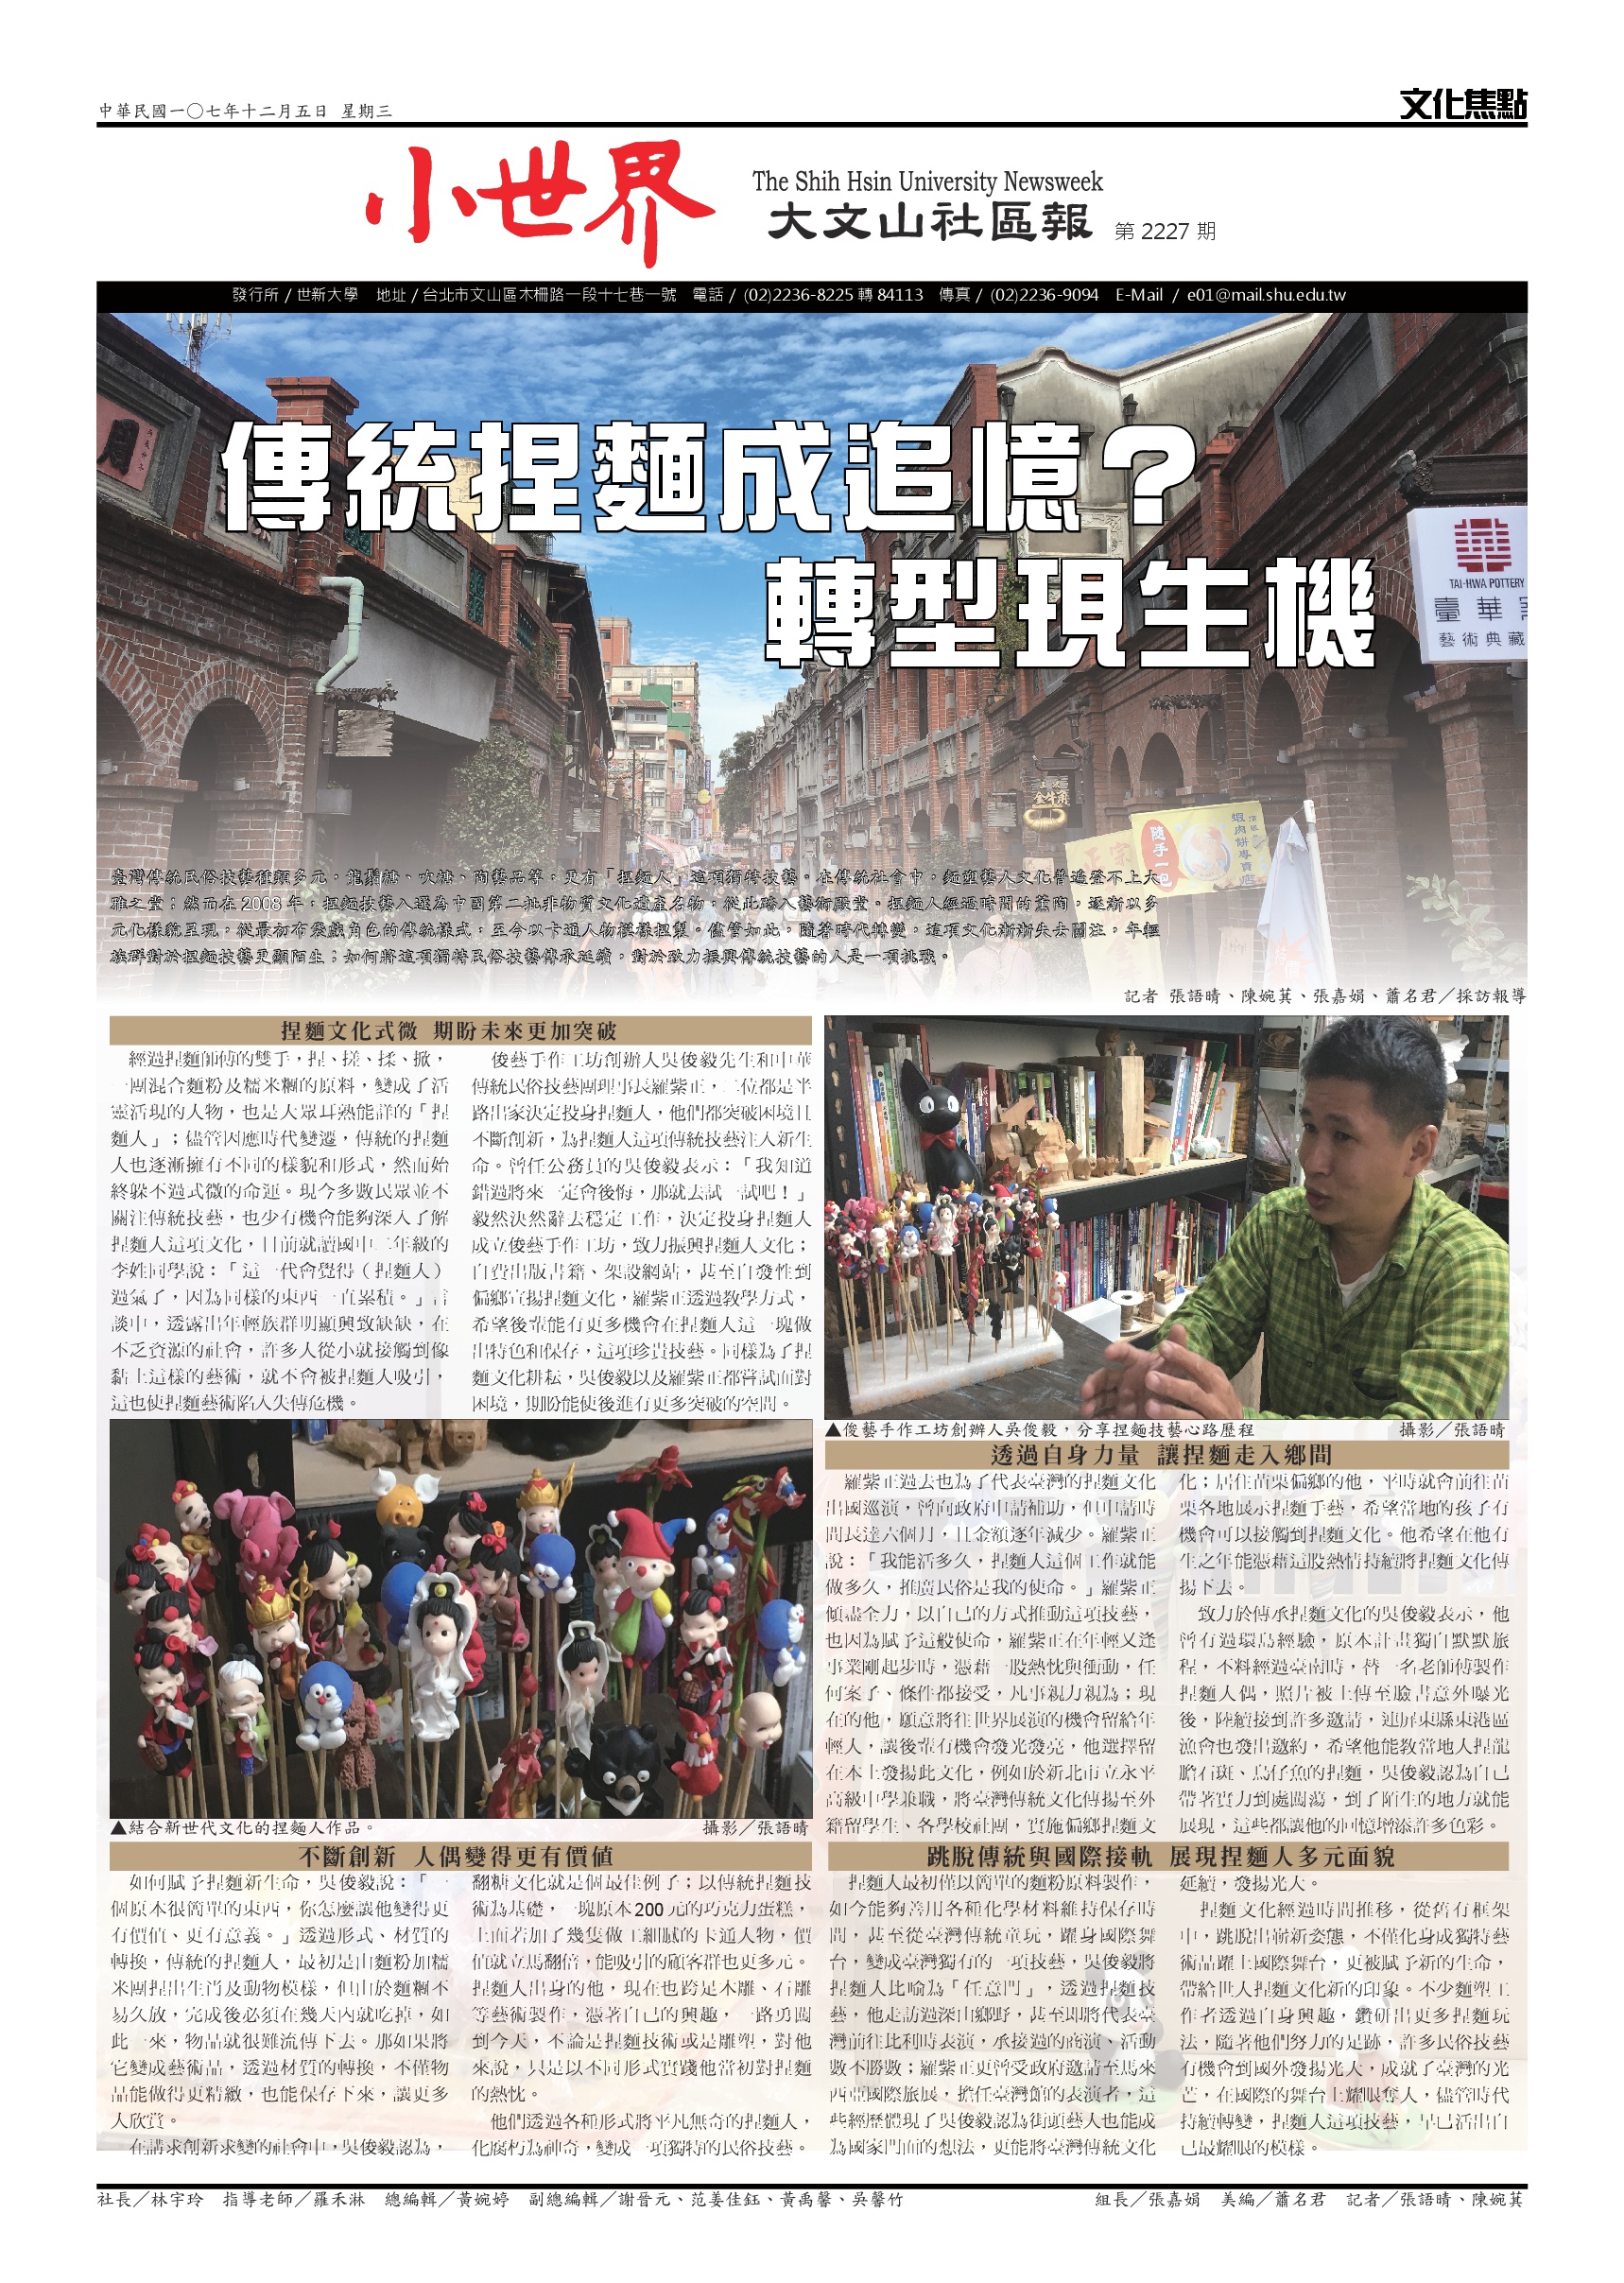 中華民國一〇七年十二月五日 星期三
文化焦點
小世界
The Shih Hsin University Newsweek
大文山社區報 第 2227 期
發行所 / 世新大學 地址 / 台北市文山區木柵路一段十七巷一號 電話 / (02)2236-8225 轉 84113 傳真 / (02)2236-9094 E-Mail / e01@mail.shu.edu.tw
傳統捏麵成追憶？
轉型現生機
TAI-HWA POTTERY
臺華
藝術典藏
金牛角
隨手一包
正宗
臺灣傳統民俗技藝種類多元，龍鬚糖、吹糖、陶藝品等，更有「捏麵人」這項獨特技藝。在傳統社會中，麵塑藝人文化普遍登不上大
雅之堂；然而在 2008 年，捏麵技藝入選為中國第二批非物質文化遺產名物，從此踏入藝術殿堂。捏麵人經過時間的薰陶，逐漸以多
元化樣貌呈現，從最初布袋戲角色的傳統樣式，至今以卡通人物模樣捏製。儘管如此，隨著時代轉變，這項文化漸漸失去關注，年輕
族群對於捏麵技藝更顯陌生；如何將這項獨特民俗技藝傳承延續，對於致力振興傳統技藝的人是一項挑戰。
記者 張語晴、陳婉萁、張嘉娟、蕭名君／採訪報導
捏麵文化式微 期盼未來更加突破
經過捏麵師傅的雙手，捏、搓、揉、掀，
一團混合麵粉及糯米糰的原料，變成了活
靈活現的人物，也是大眾耳熟能詳的「捏
麵人」；儘管因應時代變遷，傳統的捏麵
人也逐漸擁有不同的樣貌和形式，然而始
終躲不過式微的命運。現今多數民眾並不
關注傳統技藝，也少有機會能夠深入了解
捏麵人這項文化，目前就讀國中二年級的
李姓同學說：「這一代會覺得（捏麵人）
過氣了，因為同樣的東西一直累積。」言
談中，透露出年輕族群明顯興致缺缺，在
不乏資源的社會，許多人從小就接觸到像
黏土這樣的藝術，就不會被捏麵人吸引，
這也使捏麵藝術陷入失傳危機。
俊藝手作工坊創辦人吳俊毅先生和中華
傳統民俗技藝團理事長羅紫正，二位都是半
路出家決定投身捏麵人，他們都突破困境且
不斷創新，為捏麵人這項傳統技藝注入新生
命。曾任公務員的吳俊毅表示：「我知道
錯過將來一定會後悔，那就去試一試吧！」
毅然決然辭去穩定工作，決定投身捏麵人
成立俊藝手作工坊，致力振興捏麵人文化；
自費出版書籍、架設網站，甚至自發性到
偏鄉宣揚捏麵文化，羅紫正透過教學方式，
希望後輩能有更多機會在捏麵人這一塊做
出特色和保存，這項珍貴技藝。同樣為了捏
麵文化耕耘，吳俊毅以及羅紫正都嘗試面對
困境，期盼能使後進有更多突破的空間。
▲俊藝手作工坊創辦人吳俊毅，分享捏麵技藝心路歷程 攝影／張語晴
透過自身力量 讓捏麵走入鄉間
羅紫正過去也為了代表臺灣的捏麵文化
出國巡演，曾向政府申請補助，但申請時
間長達六個月，且金額逐年減少。羅紫正
說：「我能活多久，捏麵人這個工作就能
做多久，推廣民俗是我的使命。」羅紫正
傾盡全力，以自己的方式推動這項技藝，
也因為賦予這般使命，羅紫正在年輕又逢
事業剛起步時，憑藉一股熱忱與衝動，任
何案子、條件都接受，凡事親力親為；現
在的他，願意將往世界展演的機會留給年
輕人，讓後輩有機會發光發亮，他選擇留
在本土發揚此文化，例如於新北市立永平
高級中學兼職，將臺灣傳統文化傳揚至外
籍留學生、各學校社團，實施偏鄉捏麵文
化；居住苗栗偏鄉的他，平時就會前往苗
栗各地展示捏麵手藝，希望當地的孩子有
機會可以接觸到捏麵文化。他希望在他有
生之年能憑藉這股熱情持續將捏麵文化傳
揚下去。
致力於傳承捏麵文化的吳俊毅表示，他
曾有過環島經驗，原本計畫獨自默默旅
程，不料經過臺南時，替一名老師傅製作
捏麵人偶，照片被上傳至臉書意外曝光
後，陸續接到許多邀請，連屏東縣東港區
漁會也發出邀約，希望他能教當地人捏龍
膽石斑、烏仔魚的捏麵，吳俊毅認為自己
帶著實力到處闖蕩，到了陌生的地方就能
展現，這些都讓他的回憶增添許多色彩。
▲結合新世代文化的捏麵人作品。 攝影／張語晴
不斷創新 人偶變得更有價值
如何賦予捏麵新生命，吳俊毅說：「一
個原本很簡單的東西，你怎麼讓他變得更
有價值、更有意義。」透過形式、材質的
轉換，傳統的捏麵人，最初是由麵粉加糯
米團捏出生肖及動物模樣，但由於麵糰不
易久放，完成後必須在幾天內就吃掉，如
此一來，物品就很難流傳下去。那如果將
它變成藝術品，透過材質的轉換，不僅物
品能做得更精緻，也能保存下來，讓更多
人欣賞。
在講求創新求變的社會中，吳俊毅認為，
翻糖文化就是個最佳例子；以傳統捏麵技
術為基礎，一塊原本 200 元的巧克力蛋糕，
上面若加了幾隻做工細膩的卡通人物，價
值就立馬翻倍，能吸引的顧客群也更多元。
捏麵人出身的他，現在也跨足木雕、石雕
等藝術製作，憑著自己的興趣，一路勇闖
到今天，不論是捏麵技術或是雕塑，對他
來說，只是以不同形式實踐他當初對捏麵
的熱忱。
他們透過各種形式將平凡無奇的捏麵人，
化腐朽為神奇，變成一項獨特的民俗技藝。
跳脫傳統與國際接軌 展現捏麵人多元面貌
捏麵人最初僅以簡單的麵粉原料製作，
如今能夠善用各種化學材料維持保存時
間，甚至從臺灣傳統童玩，躍身國際舞
台，變成臺灣獨有的一項技藝，吳俊毅將
捏麵人比喻為「任意門」，透過捏麵技
藝，他走訪過深山鄉野，甚至即將代表臺
灣前往比利時表演，承接過的商演、活動
數不勝數；羅紫正更曾受政府邀請至馬來
西亞國際旅展，擔任臺灣館的表演者，這
些經歷體現了吳俊毅認為街頭藝人也能成
為國家門面的想法，更能將臺灣傳統文化
延續，發揚光大。
捏麵文化經過時間推移，從舊有框架
中，跳脫出嶄新姿態，不僅化身成獨特藝
術品躍上國際舞台，更被賦予新的生命，
帶給世人捏麵文化新的印象。不少麵塑工
作者透過自身興趣，鑽研出更多捏麵玩
法，隨著他們努力的足跡，許多民俗技藝
有機會到國外發揚光大，成就了臺灣的光
芒，在國際的舞台上耀眼奪人，儘管時代
持續轉變，捏麵人這項技藝，早已活出自
己最耀眼的模樣。
社長／林宇玲 指導老師／羅禾淋 總編輯／黃婉婷 副總編輯／謝晉元、范姜佳鈺、黃禹馨、吳馨竹
組長／張嘉娟 美編／蕭名君 記者／張語晴、陳婉萁